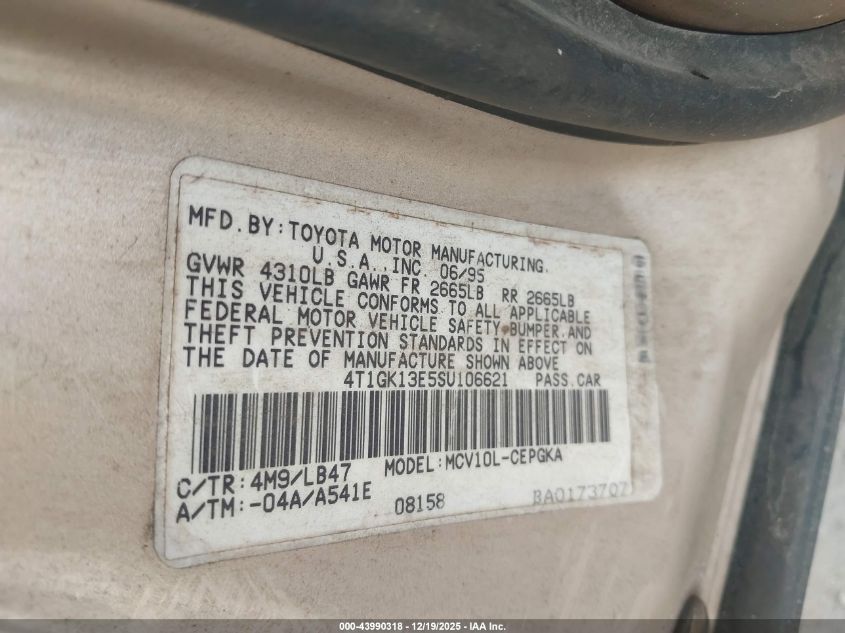 MFD.BY:TOYOTA MOTOR MANUFACTURING,
U.S.A.,INC. 06/95
GVWR 4310LB GAWR FR 2665LB RR 2665LB
THIS VEHICLE CONFORMS TO ALL APPLICABLE
FEDERAL MOTOR VEHICLE SAFETY,BUMPER,AND
THEFT PREVENTION STANDARDS IN EFFECT ON
THE DATE OF MANUFACTURE SHOWN ABOVE
4T1GK13E5SU106621 PASS.CAR
C/TR:4M9/LB47 MODEL:MCV10L-CEPGKA
A/TM:-04A/A541E 08158 BA0173707
000-43990318 - 12/19/2025 - IAA Inc.